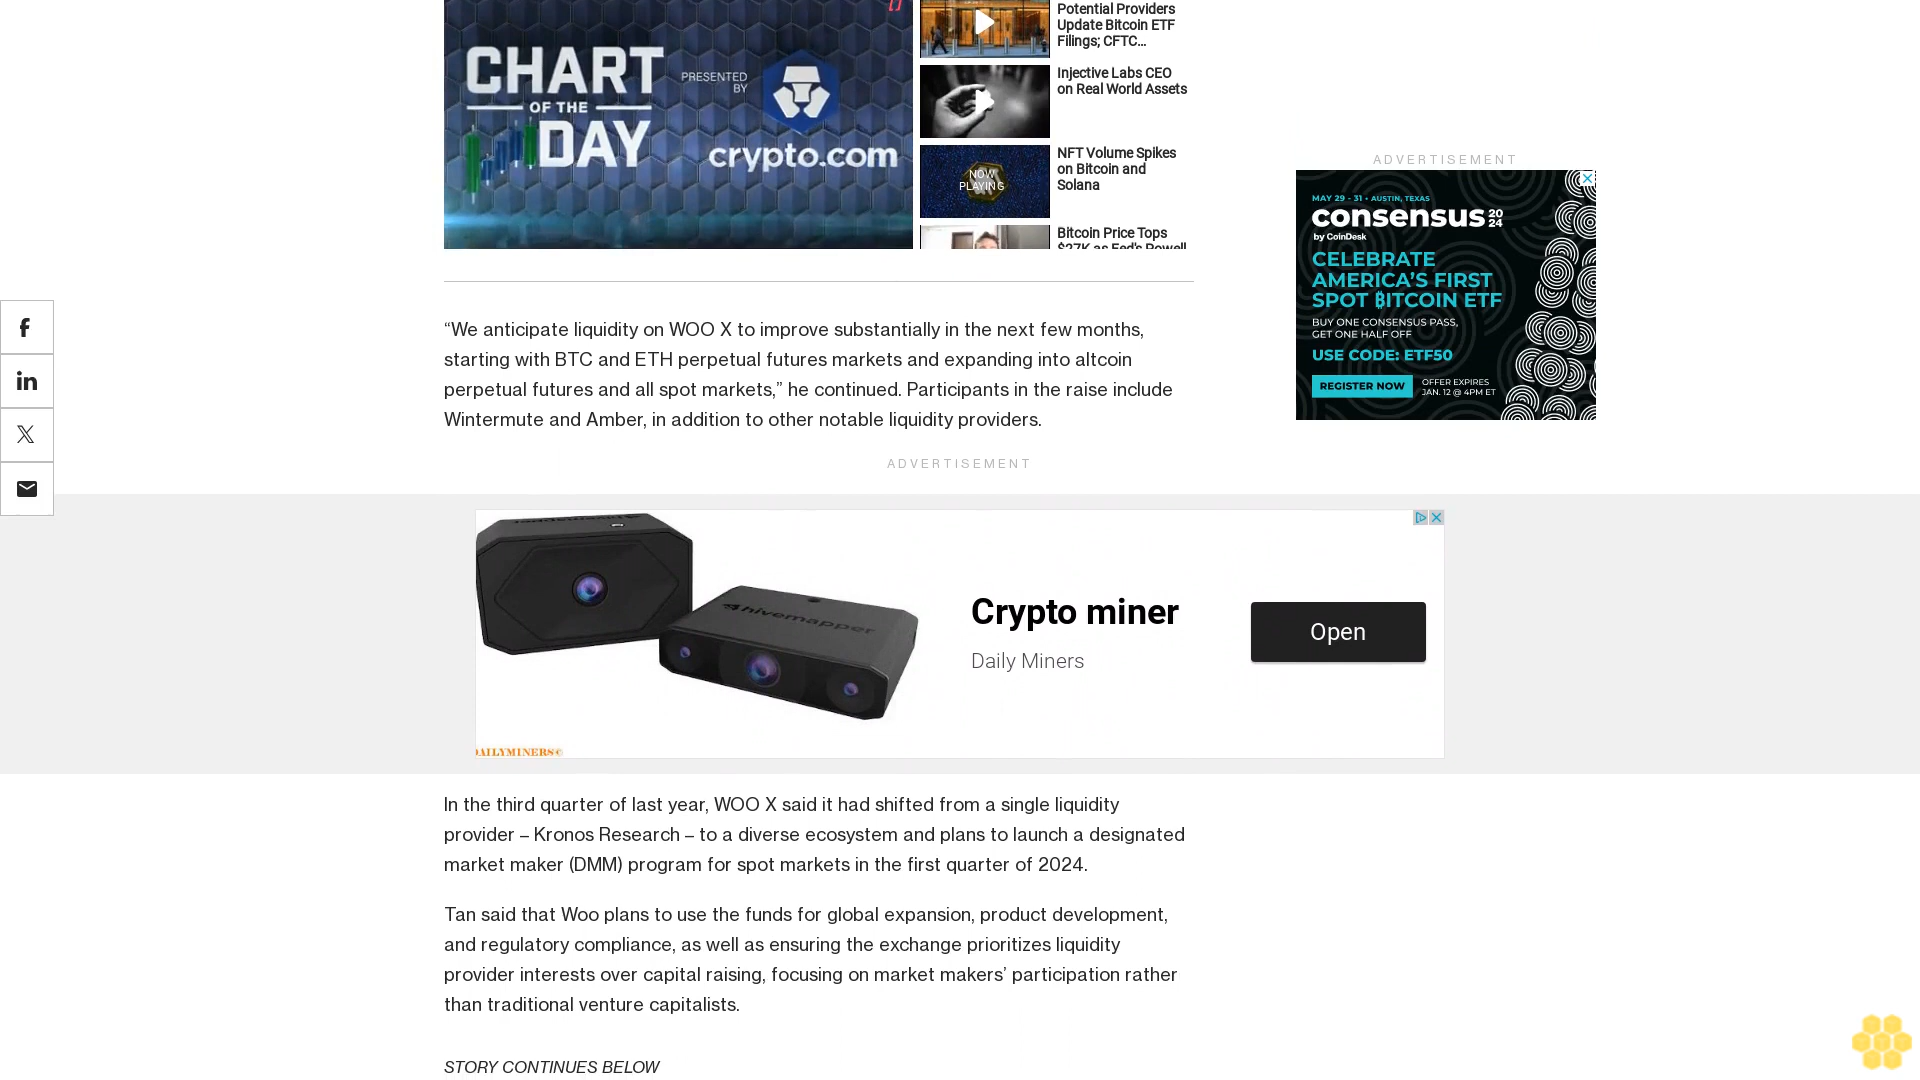 CHART
OF THE
DAY
PRESENTED
BY
crypto.com
Potential Providers
Update Bitcoin ETF
Filings; CFTC...
Injective Labs CEO
on Real World Assets
NOW
PLAYING
NFT Volume Spikes
on Bitcoin and
Solana
Bitcoin Price Tops
$27K as Fed's Powell
ADVERTISEMENT
MAY 29 - 31 • AUSTIN, TEXAS
consensus 20
24
by CoinDesk
CELEBRATE
AMERICA'S FIRST
SPOT ₿ITCOIN ETF
BUY ONE CONSENSUS PASS,
GET ONE HALF OFF
USE CODE: ETF50
REGISTER NOW
OFFER EXPIRES
JAN. 12 @ 4PM ET
“We anticipate liquidity on WOO X to improve substantially in the next few months,
starting with BTC and ETH perpetual futures markets and expanding into altcoin
perpetual futures and all spot markets,” he continued. Participants in the raise include
Wintermute and Amber, in addition to other notable liquidity providers.
ADVERTISEMENT
hivemapper
Crypto miner
Daily Miners
Open
DAILYMINERS©
In the third quarter of last year, WOO X said it had shifted from a single liquidity
provider – Kronos Research – to a diverse ecosystem and plans to launch a designated
market maker (DMM) program for spot markets in the first quarter of 2024.
Tan said that Woo plans to use the funds for global expansion, product development,
and regulatory compliance, as well as ensuring the exchange prioritizes liquidity
provider interests over capital raising, focusing on market makers’ participation rather
than traditional venture capitalists.
STORY CONTINUES BELOW